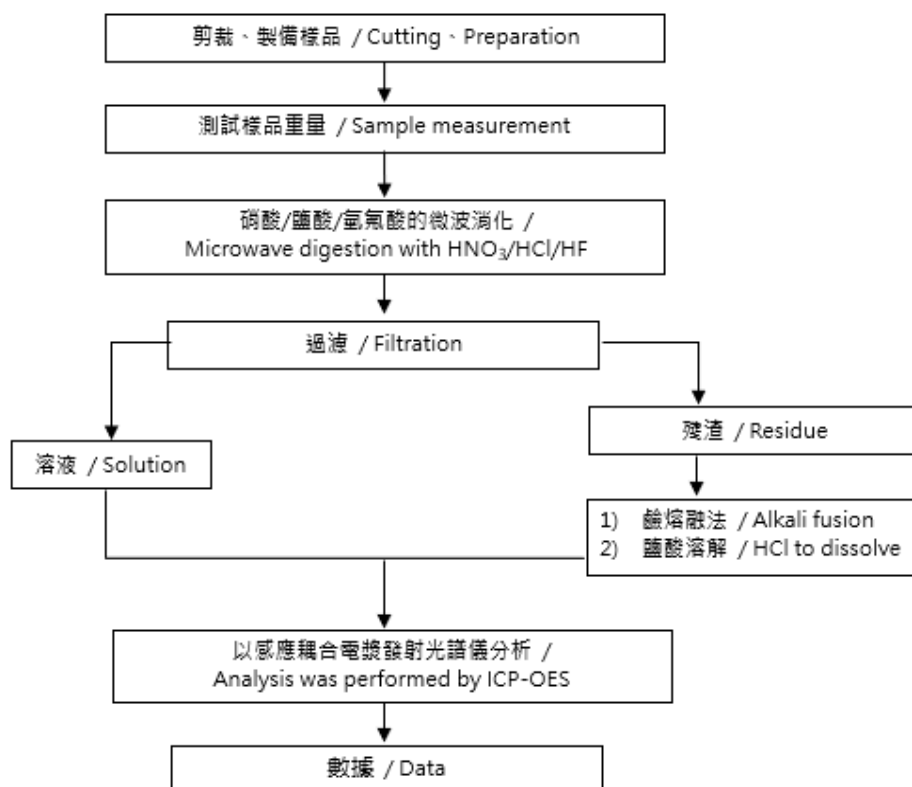 剪裁、製備樣品 / Cutting、Preparation
測試樣品重量 / Sample measurement
硝酸/鹽酸/氫氟酸的微波消化 /
Microwave digestion with HNO₃/HCl/HF
過濾 / Filtration
溶液 / Solution
殘渣 / Residue
1) 鹼熔融法 / Alkali fusion
2) 鹽酸溶解 / HCl to dissolve
以感應耦合電漿發射光譜儀分析 /
Analysis was performed by ICP-OES
數據 / Data